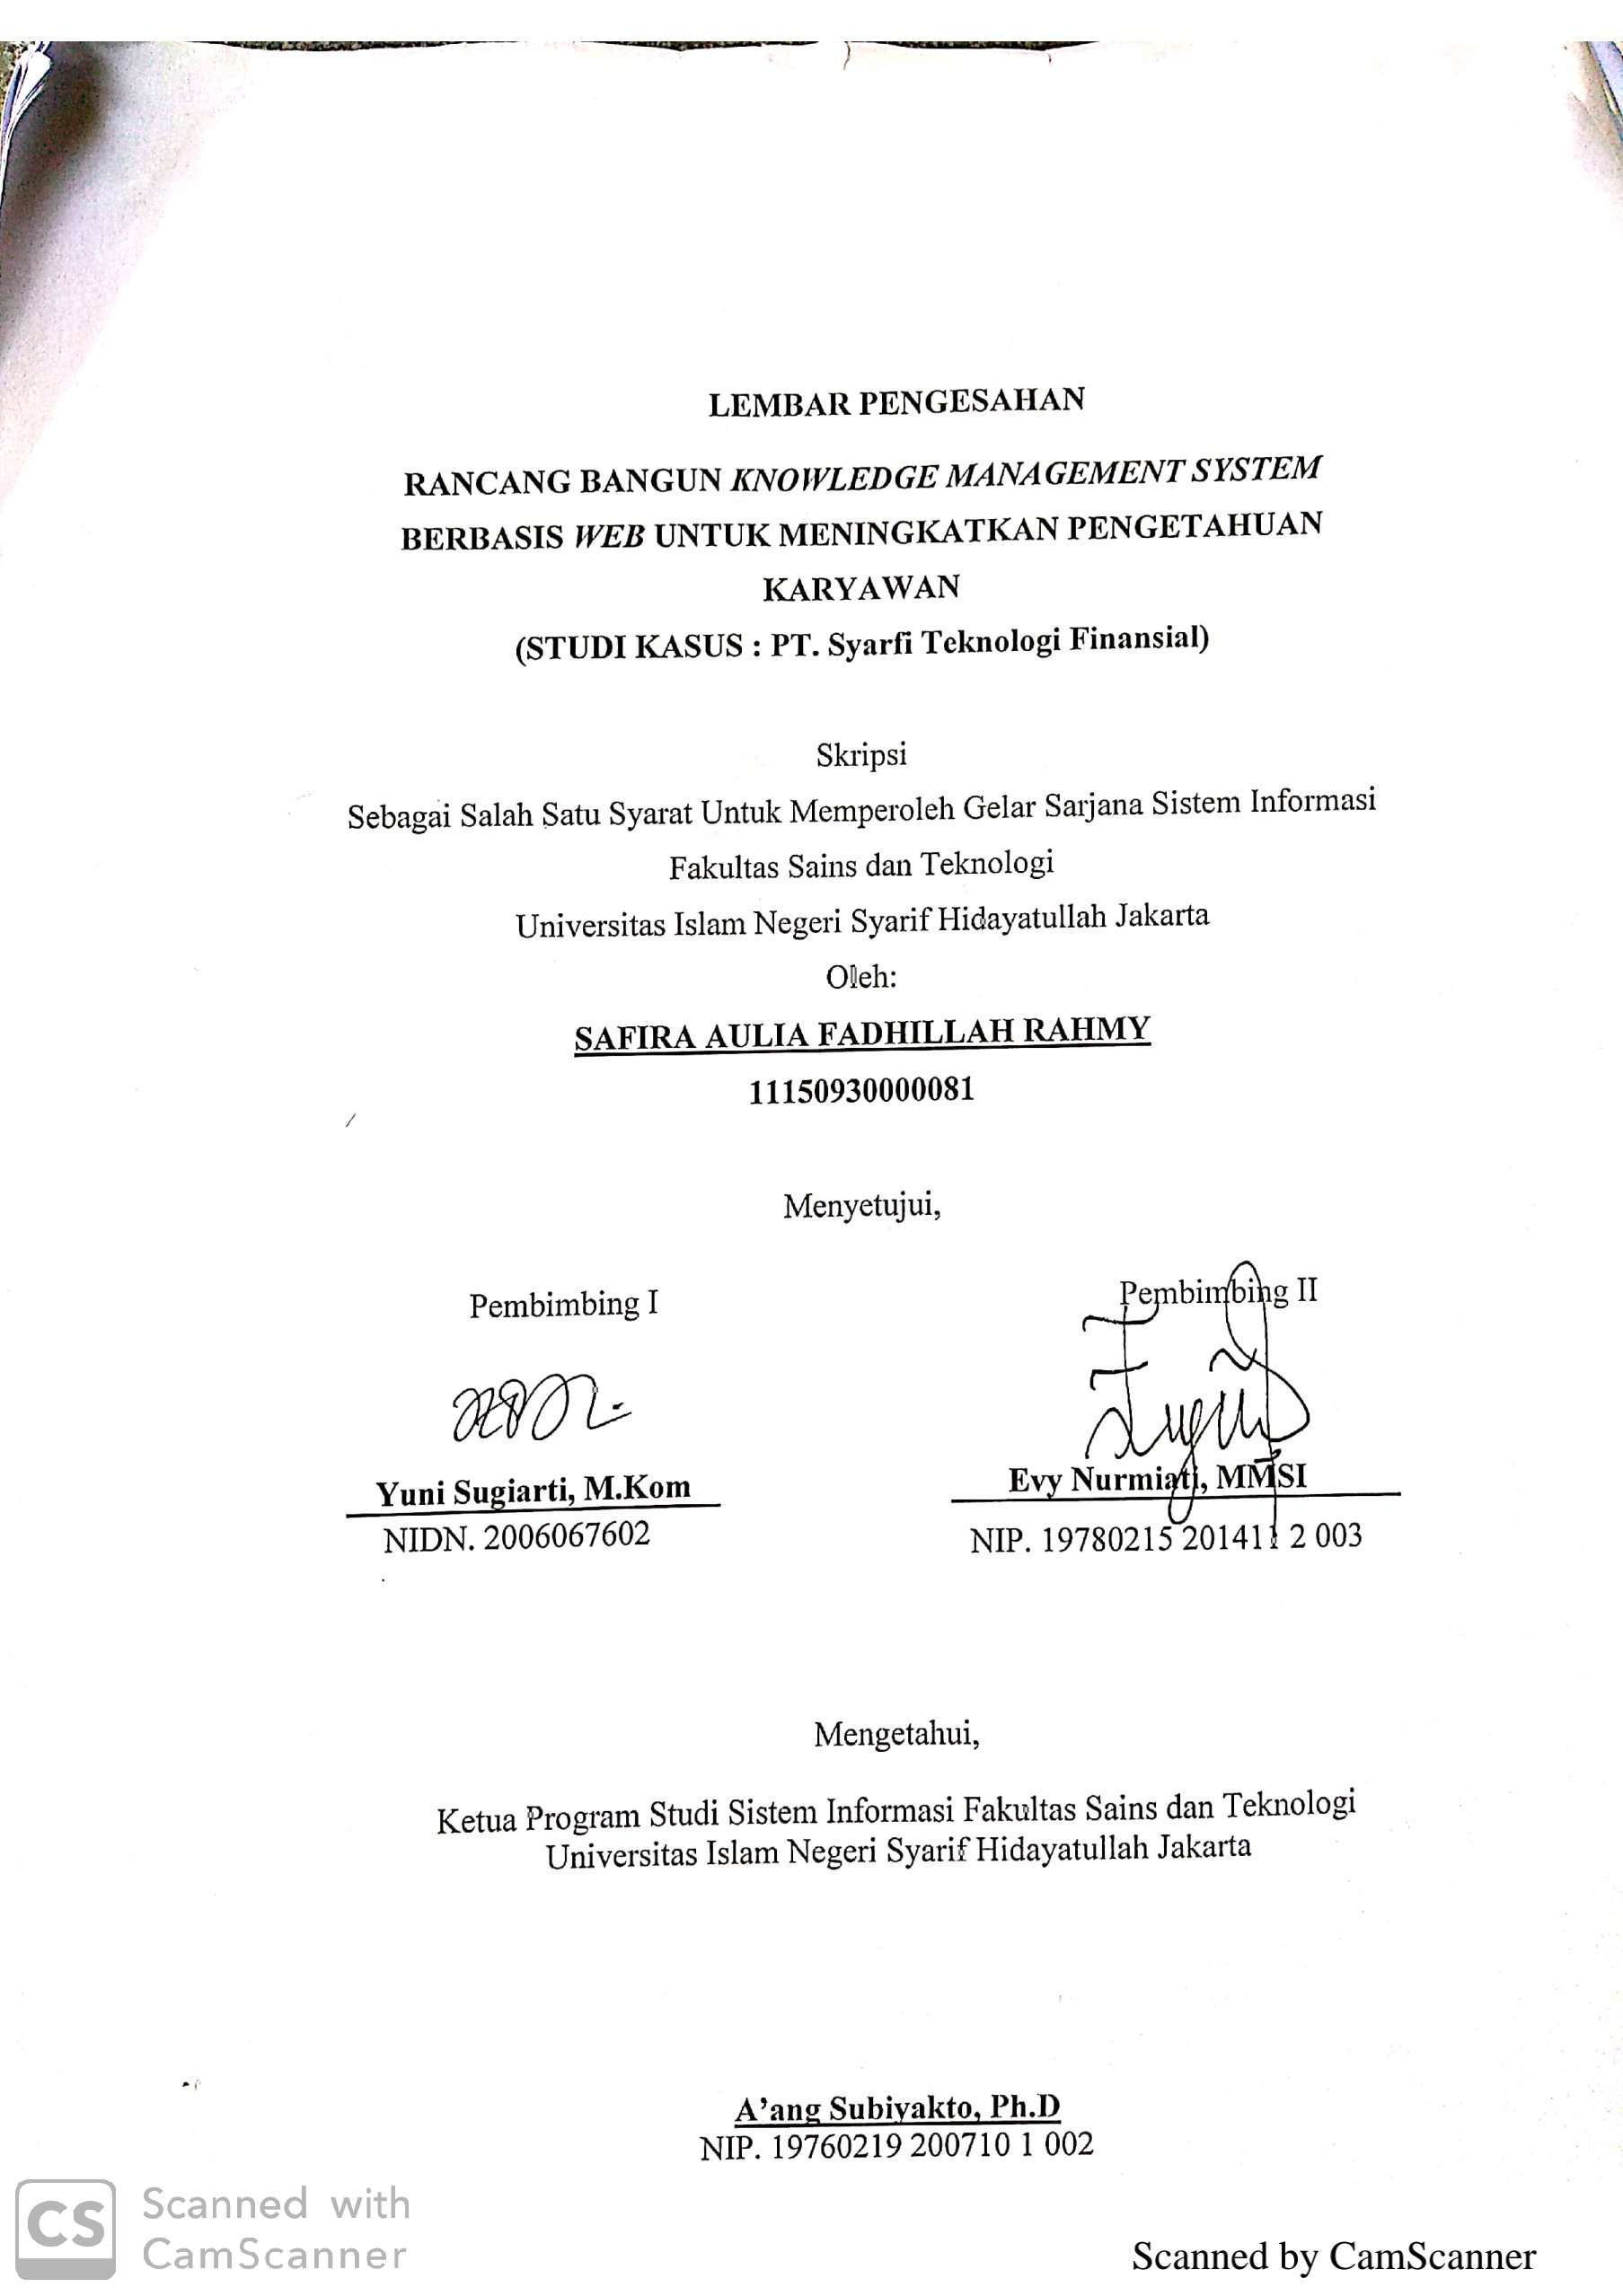 LEMBAR PENGESAHAN
RANCANG BANGUN KNOWLEDGE MANAGEMENT SYSTEM
BERBASIS WEB UNTUK MENINGKATKAN PENGETAHUAN
KARYAWAN
(STUDI KASUS : PT. Syarfi Teknologi Finansial)
Skripsi
Sebagai Salah Satu Syarat Untuk Memperoleh Gelar Sarjana Sistem Informasi
Fakultas Sains dan Teknologi
Universitas Islam Negeri Syarif Hidayatullah Jakarta
Oleh:
SAFIRA AULIA FADHILLAH RAHMY
11150930000081
Menyetujui,
Pembimbing I
Yuni Sugiarti, M.Kom
NIDN. 2006067602
Pembimbing II
Evy Nurmiati, MMSI
NIP. 19780215 201411 2 003
Mengetahui,
Ketua Program Studi Sistem Informasi Fakultas Sains dan Teknologi
Universitas Islam Negeri Syarif Hidayatullah Jakarta
A'ang Subiyakto, Ph.D
NIP. 19760219 200710 1 002
CS
Scanned with
CamScanner
Scanned by CamScanner